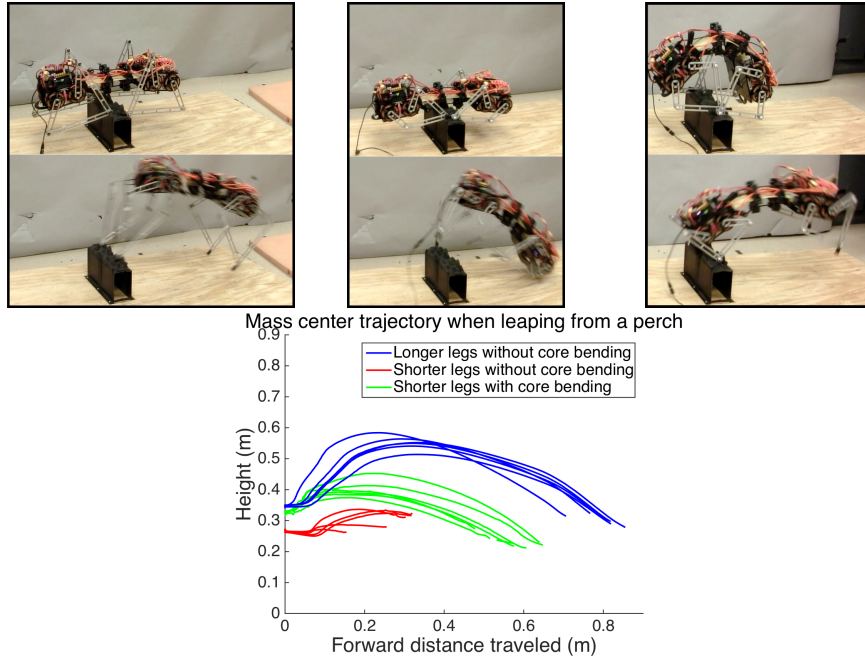 Mass center trajectory when leaping from a perch
Longer legs without core bending
Shorter legs without core bending
Shorter legs with core bending
Height (m)
0.9
0.8
0.7
0.6
0.5
0.4
0.3
0.2
0.1
0
0 0.2 0.4 0.6 0.8
Forward distance traveled (m)